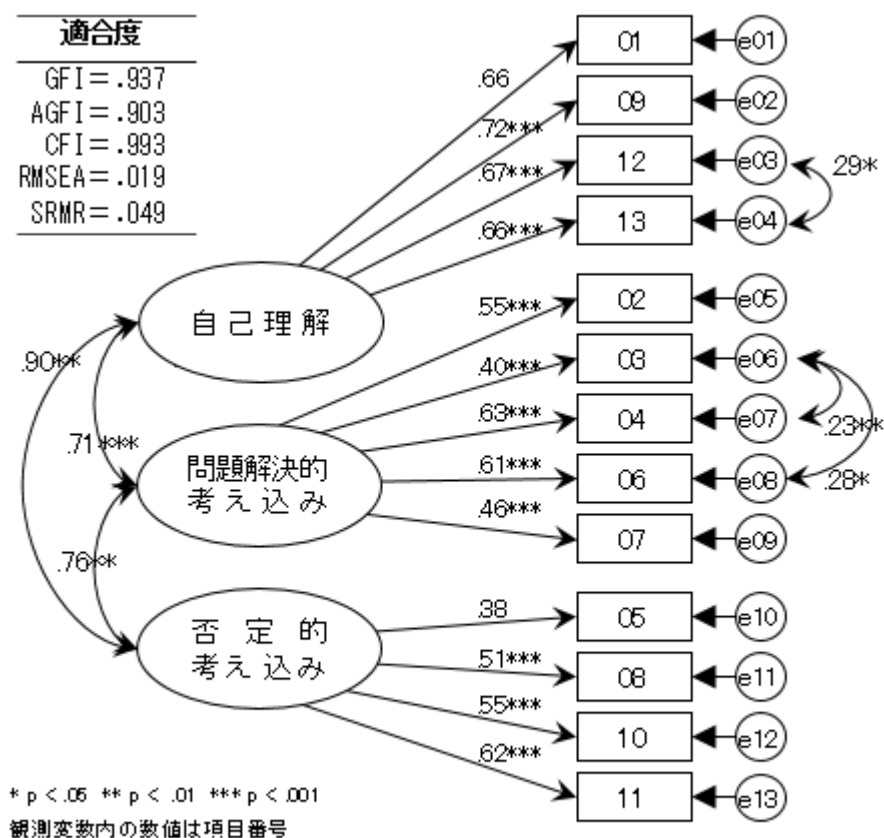 適合度
GFI=.937
AGFI=.903
CFI=.993
RMSEA=.019
SRMR=.049
01
e01
.66
09
e02
.72***
12
e03
.67***
29*
13
e04
.66***
自己理解
02
e05
.55***
03
e06
.40***
.90**
04
e07
.63***
.23**
.71***
問題解決的
考え込み
06
e08
.61***
.28*
07
e09
.46***
.76**
否定的
考え込み
05
e10
.38
08
e11
.51***
10
e12
.55***
11
e13
.62***
* p <.05 ** p < .01 *** p < .001
観測変数内の数値は項目番号